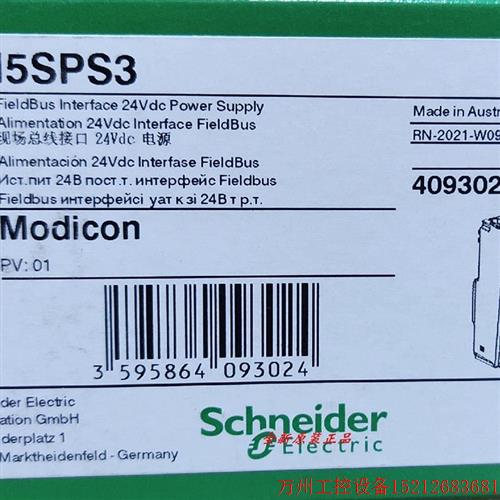 I5SPS3
FieldBus Interface 24Vdc Power Supply
Alimentation 24Vdc Interface FieldBus
现场总线接口 24Vdc 电源
Alimentación 24Vdc Interfase FieldBus
Ист.пит 24В пост.т. интерфейс Fieldbus
Fieldbus интерфейсі уат к зі 24В т р.т.
Made in Austr
RN-2021-W09
409302
Modicon
PV: 01
3 595864 093024
der Electric
ation GmbH
derplatz 1
Marktheidenfeld - Germany
Schneider
Electric
全新原装正品
万州工控设备15212683681